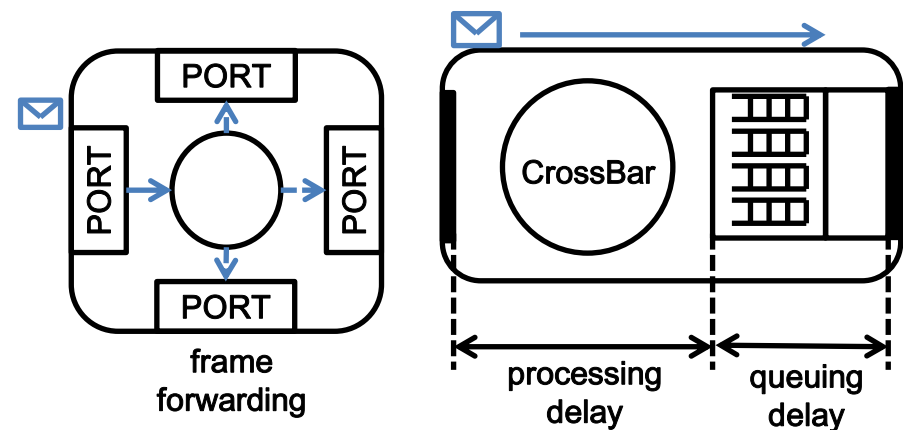 PORT
PORT
PORT
PORT
frame
forwarding
CrossBar
processing
delay
queuing
delay